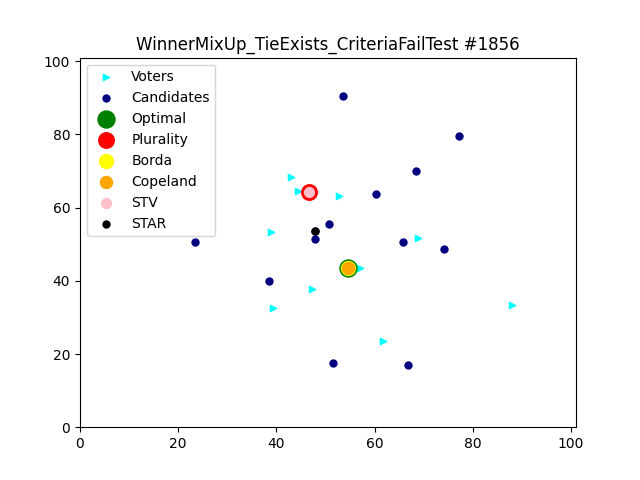 WinnerMixUp_TieExists_CriteriaFailTest #1856
100
80
60
40
20
0
Voters
Candidates
Optimal
Plurality
Borda
Copeland
STV
STAR
0 20 40 60 80 100